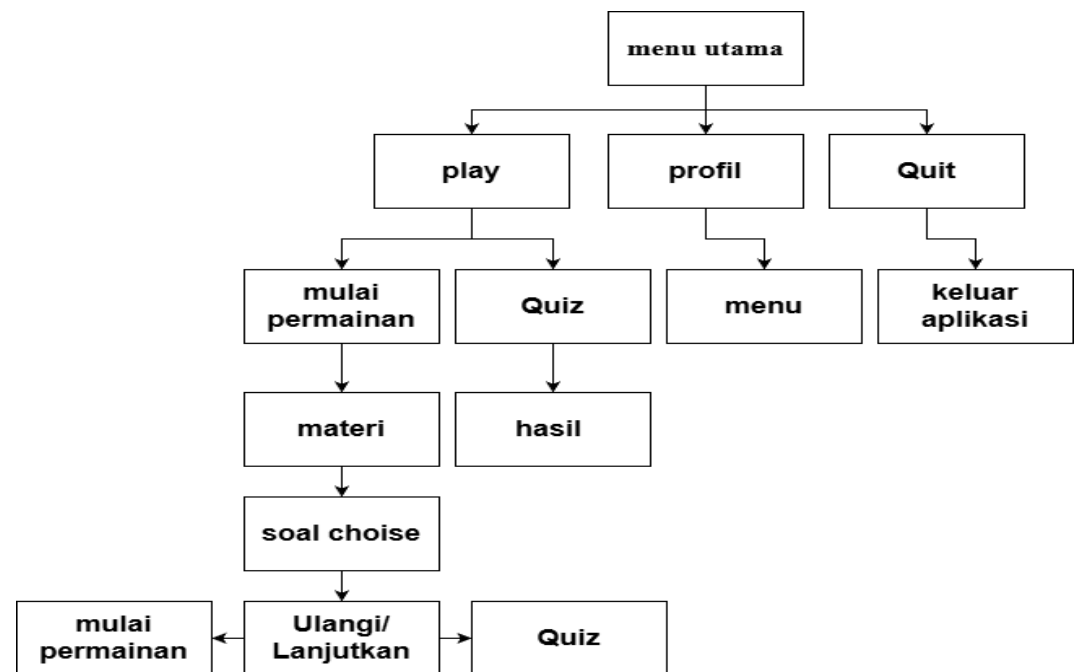 menu utama
play
profil
Quit
mulai
permainan
Quiz
menu
keluar
aplikasi
materi
hasil
soal choise
mulai
permainan
Ulangi/
Lanjutkan
Quiz